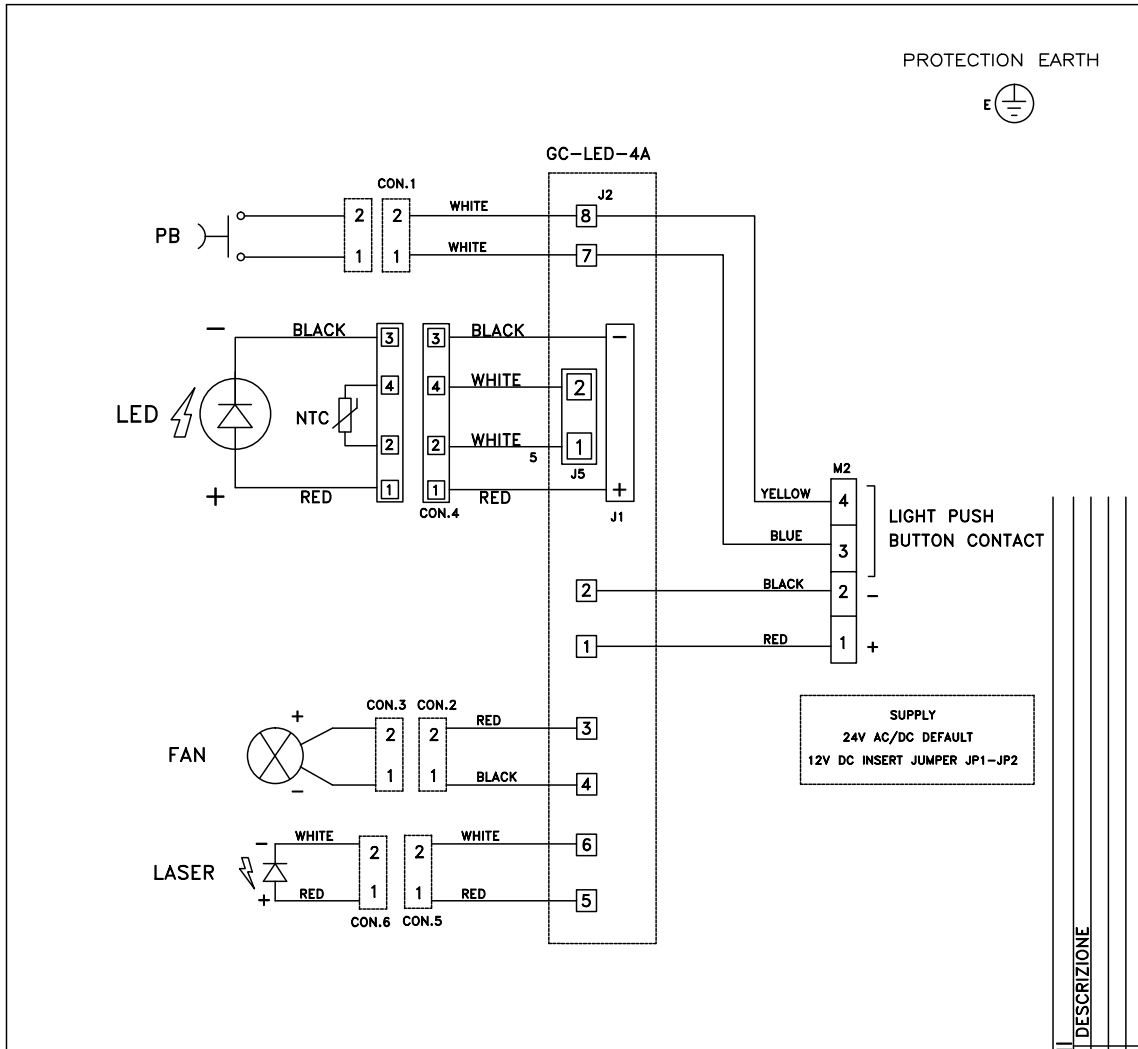 PROTECTION EARTH
E
GC-LED-4A
CON.1
J2
PB
2
2
WHITE
8
1
1
WHITE
7
−
BLACK
3
3
BLACK
−
4
4
WHITE
2
LED
NTC
2
2
WHITE
5
1
J5
+
RED
1
1
RED
+
CON.4
J1
M2
YELLOW
4
LIGHT PUSH
BUTTON CONTACT
BLUE
3
2
BLACK
2
−
1
RED
1
+
SUPPLY
24V AC/DC DEFAULT
12V DC INSERT JUMPER JP1-JP2
CON.3
CON.2
FAN
+
2
2
RED
3
−
1
1
BLACK
4
LASER
−
WHITE
2
2
WHITE
6
+
RED
1
1
RED
5
CON.6
CON.5
DESCRIZIONE